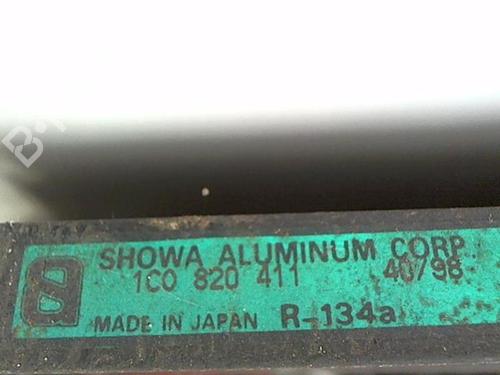 SHOWA ALUMINUM CORP.
1C0 820 411 40/98
MADE IN JAPAN R-134a